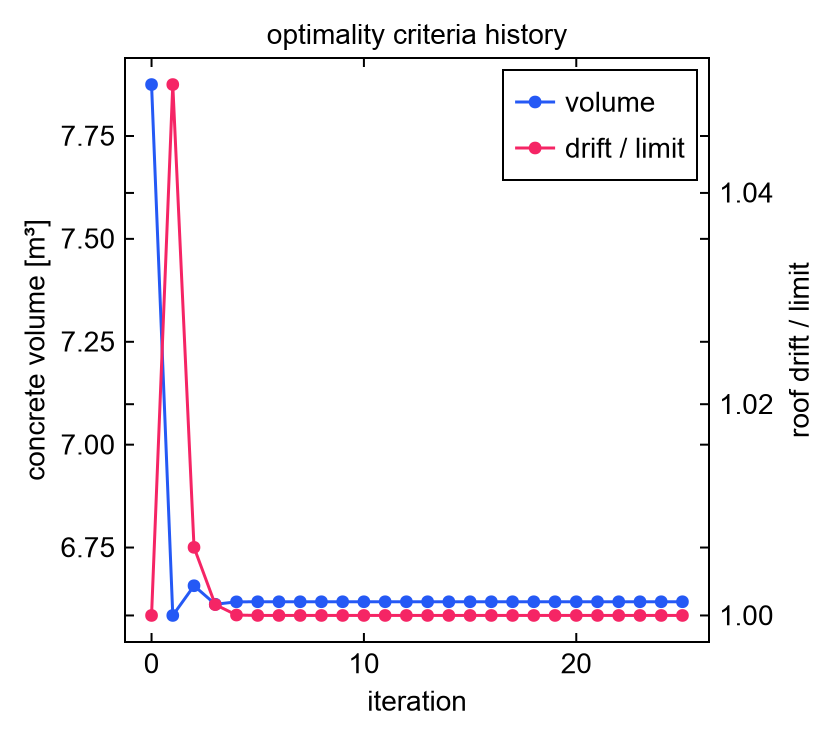 optimality criteria history
volume
drift / limit
7.75
7.50
7.25
7.00
6.75
concrete volume [m³]
1.04
1.02
1.00
roof drift / limit
0
10
20
iteration